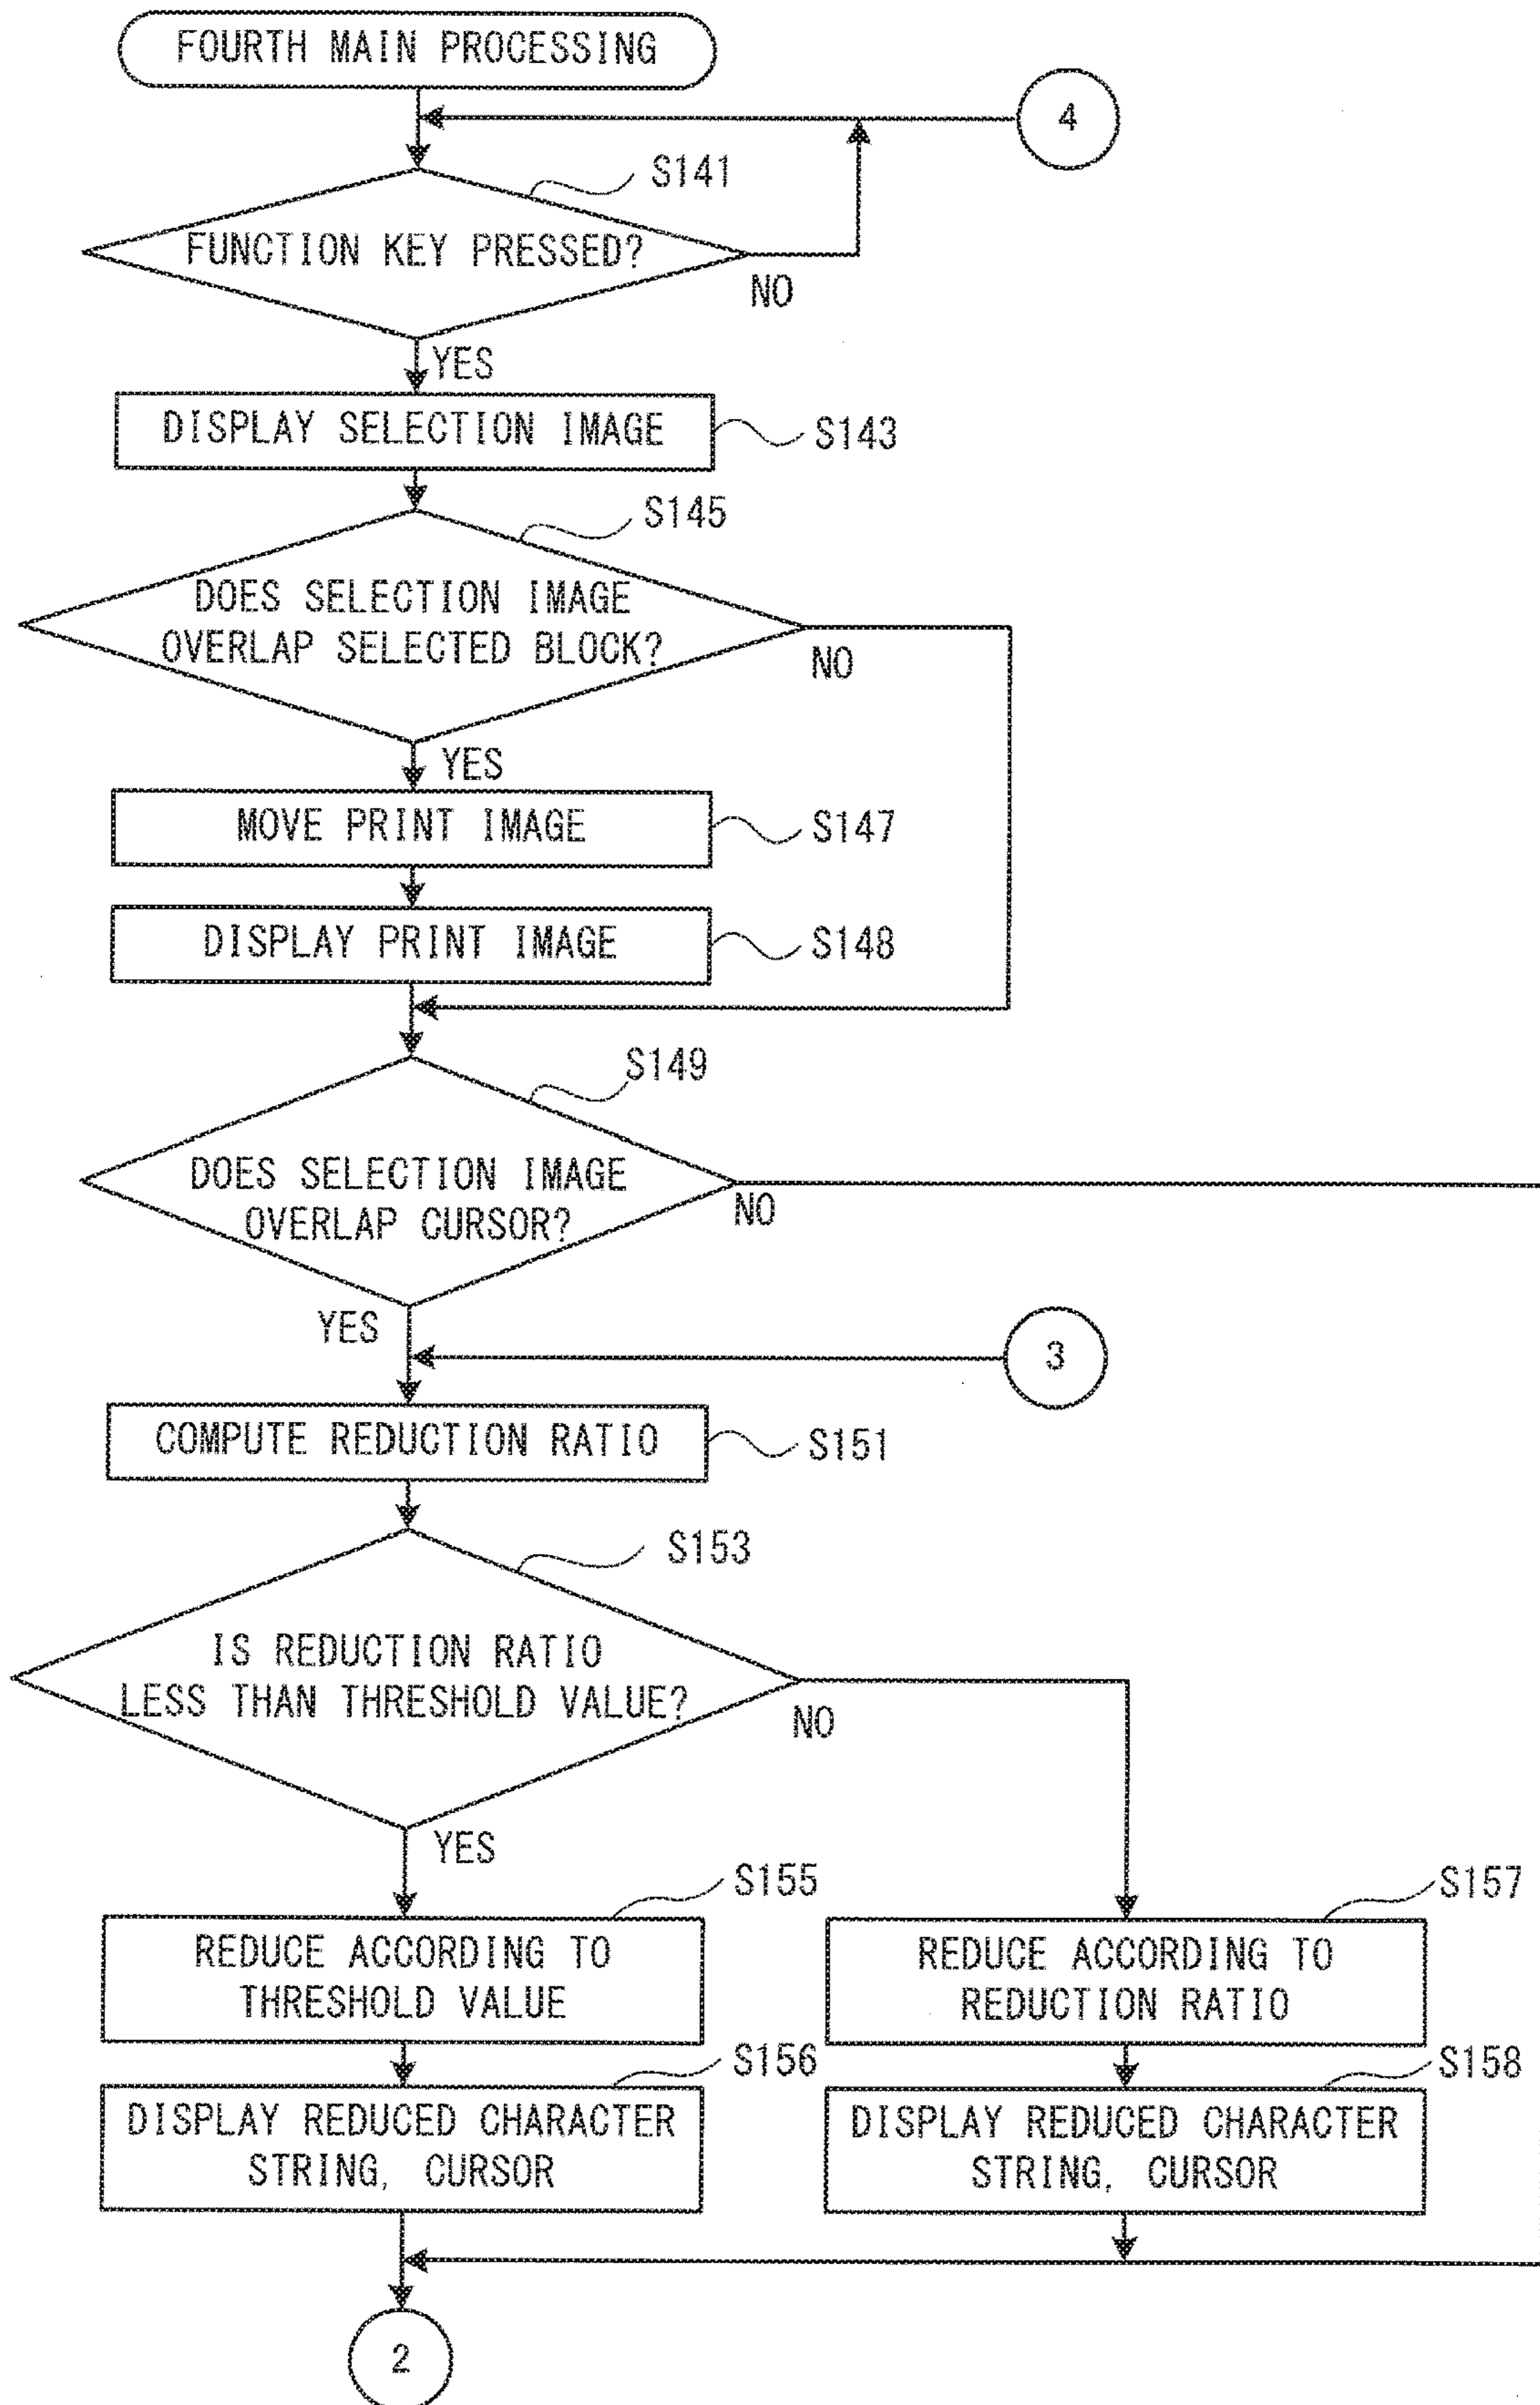 FOURTH MAIN PROCESSING
4
S141
FUNCTION KEY PRESSED?
NO
YES
DISPLAY SELECTION IMAGE
S143
S145
DOES SELECTION IMAGE
OVERLAP SELECTED BLOCK?
NO
YES
MOVE PRINT IMAGE
S147
DISPLAY PRINT IMAGE
S148
S149
DOES SELECTION IMAGE
OVERLAP CURSOR?
NO
YES
3
COMPUTE REDUCTION RATIO
S151
S153
IS REDUCTION RATIO
LESS THAN THRESHOLD VALUE?
NO
YES
S155
REDUCE ACCORDING TO
THRESHOLD VALUE
S157
REDUCE ACCORDING TO
REDUCTION RATIO
S156
DISPLAY REDUCED CHARACTER
STRING, CURSOR
S158
DISPLAY REDUCED CHARACTER
STRING, CURSOR
2